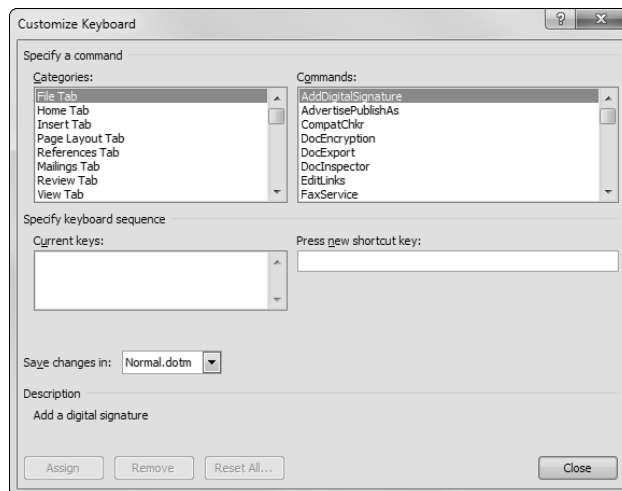 Customize Keyboard
Specify a command
Categories:
Commands:
File Tab
Home Tab
Insert Tab
Page Layout Tab
References Tab
Mailings Tab
Review Tab
View Tab
AddDigitalSignature
AdvertisePublishAs
CompatChkr
DocEncryption
DocExport
DocInspector
EditLinks
FaxService
Specify keyboard sequence
Current keys:
Press new shortcut key:
Save changes in:
Normal.dotm
Description
Add a digital signature
Assign
Remove
Reset All...
Close